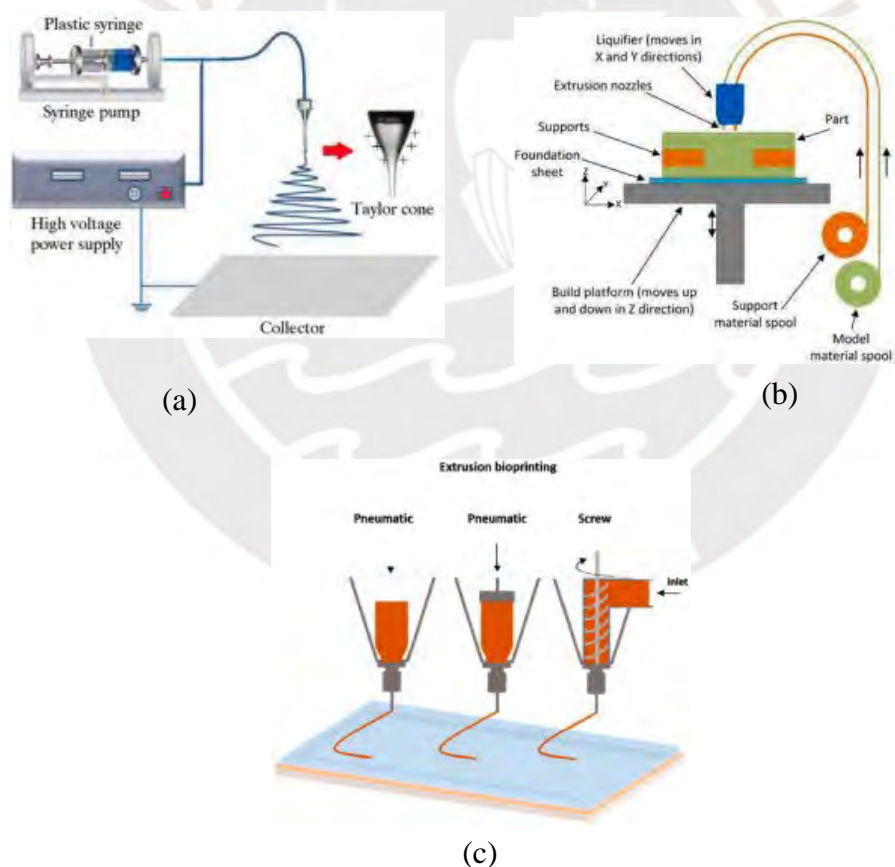 Plastic syringe
Syringe pump
High voltage
power supply
Taylor cone
Collector
(a)
Liquifier (moves in
X and Y directions)
Extrusion nozzles
Supports
Foundation
sheet
Part
Z
Y
X
Build platform (moves up
and down in Z direction)
Support
material spool
Model
material spool
(b)
Extrusion bioprinting
Pneumatic
Pneumatic
Screw
Inlet
(c)